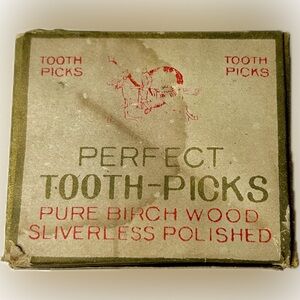 TOOTH PICKS
TOOTH PICKS
PERFECT
TOOTH-PICKS
PURE BIRCH WOOD
SLIVERLESS POLISHED